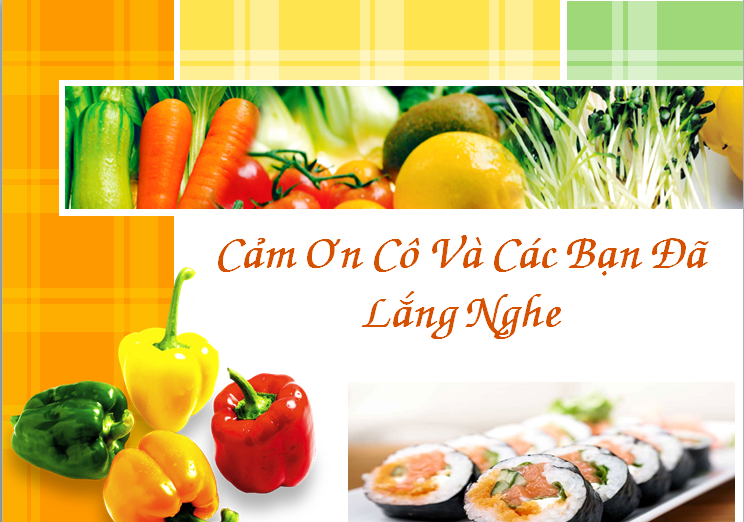 Cảm Ơn Cô Và Các Bạn Đã
Lắng Nghe